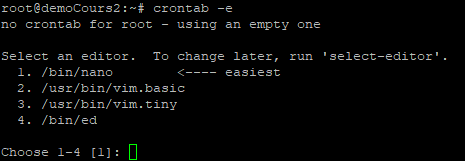 root@demoCours2:~# crontab -e
no crontab for root - using an empty one
Select an editor.  To change later, run 'select-editor'.
  1. /bin/nano        <---- easiest
  2. /usr/bin/vim.basic
  3. /usr/bin/vim.tiny
  4. /bin/ed
Choose 1-4 [1]: